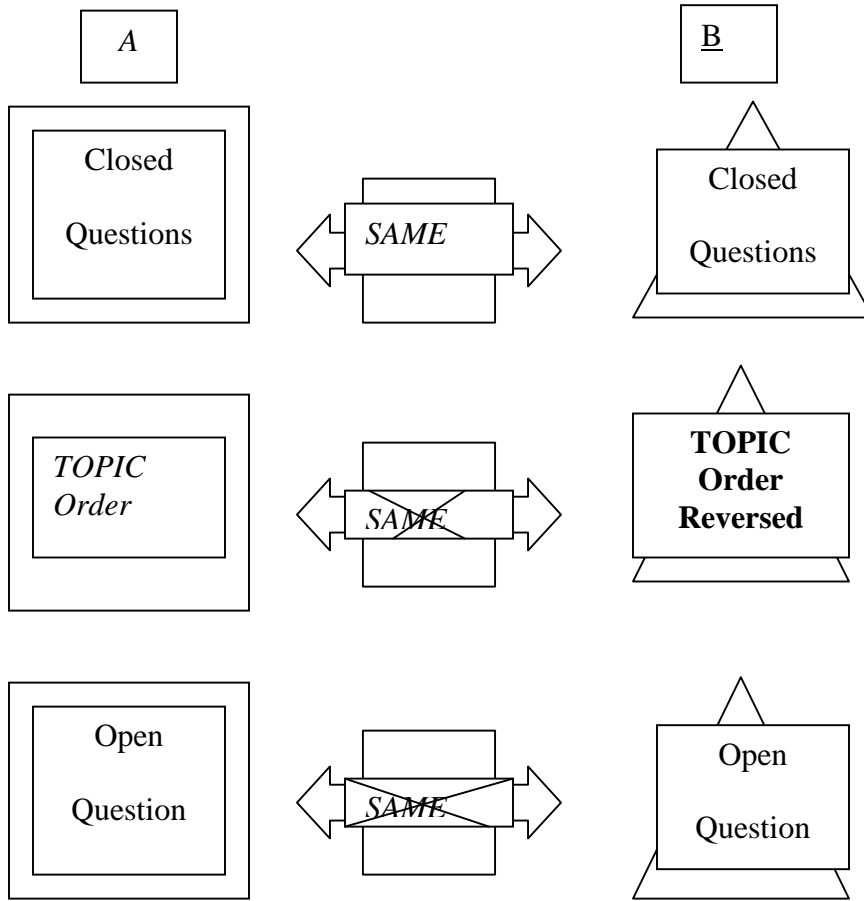 A
B
Closed
Questions
SAME
Closed
Questions
TOPIC
Order
SAME
TOPIC
Order
Reversed
Open
Question
SAME
Open
Question